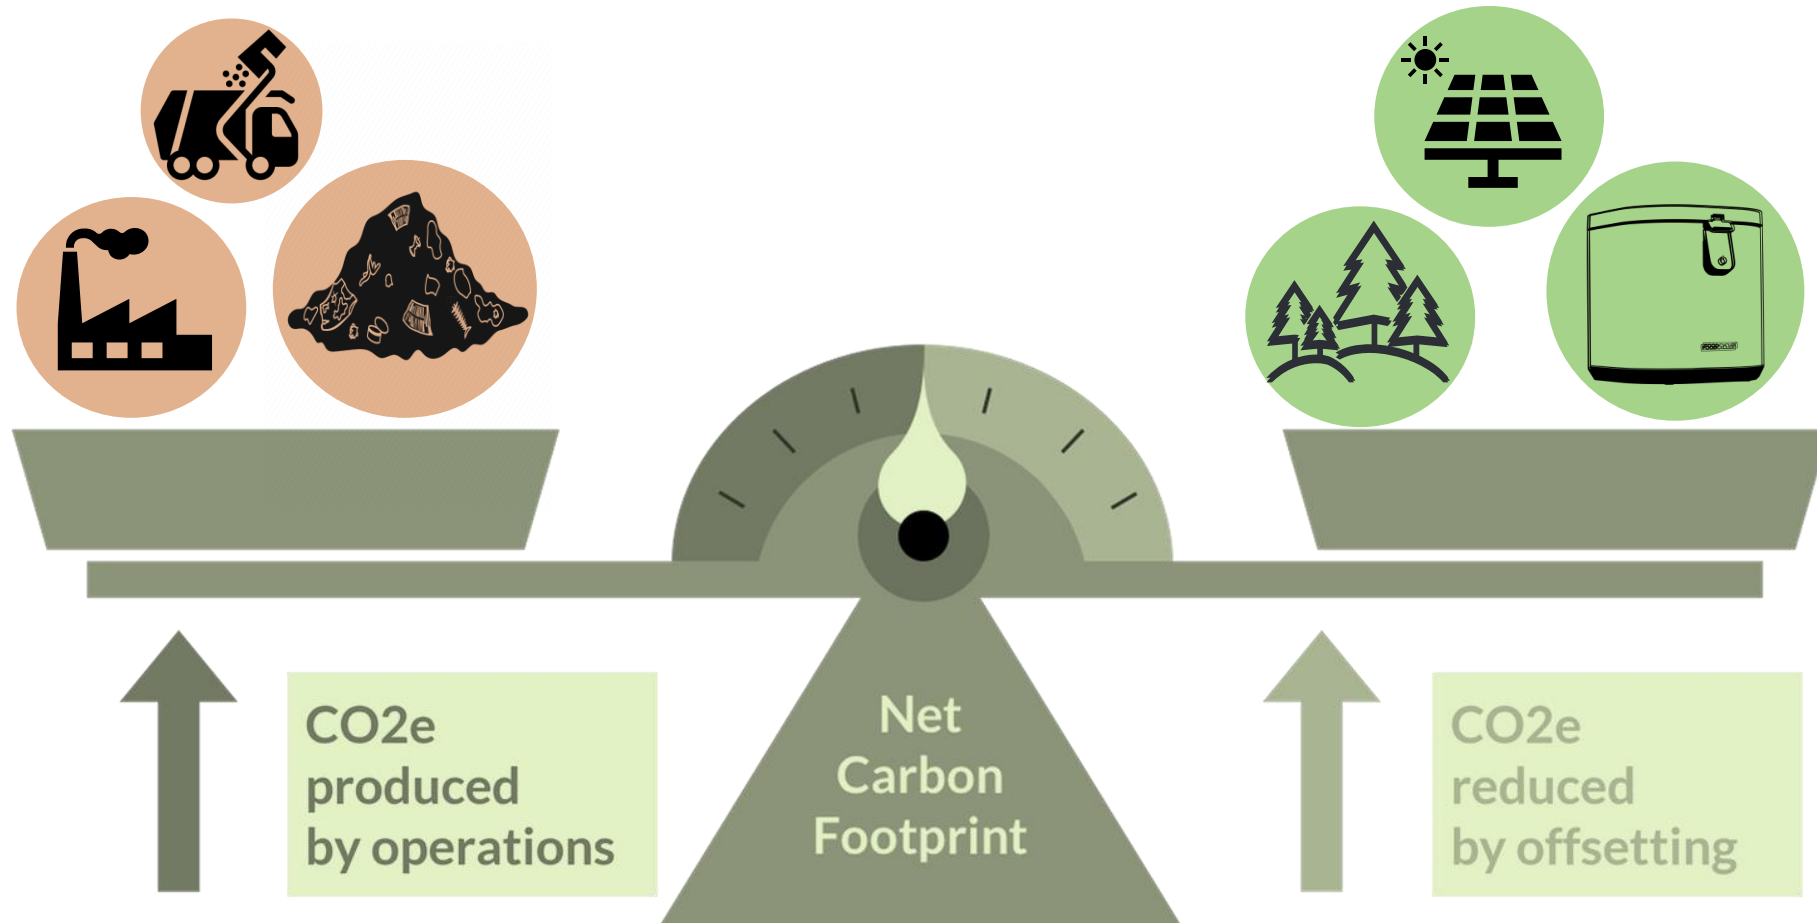 CO2e
produced
by operations
Net
Carbon
Footprint
CO2e
reduced
by offsetting